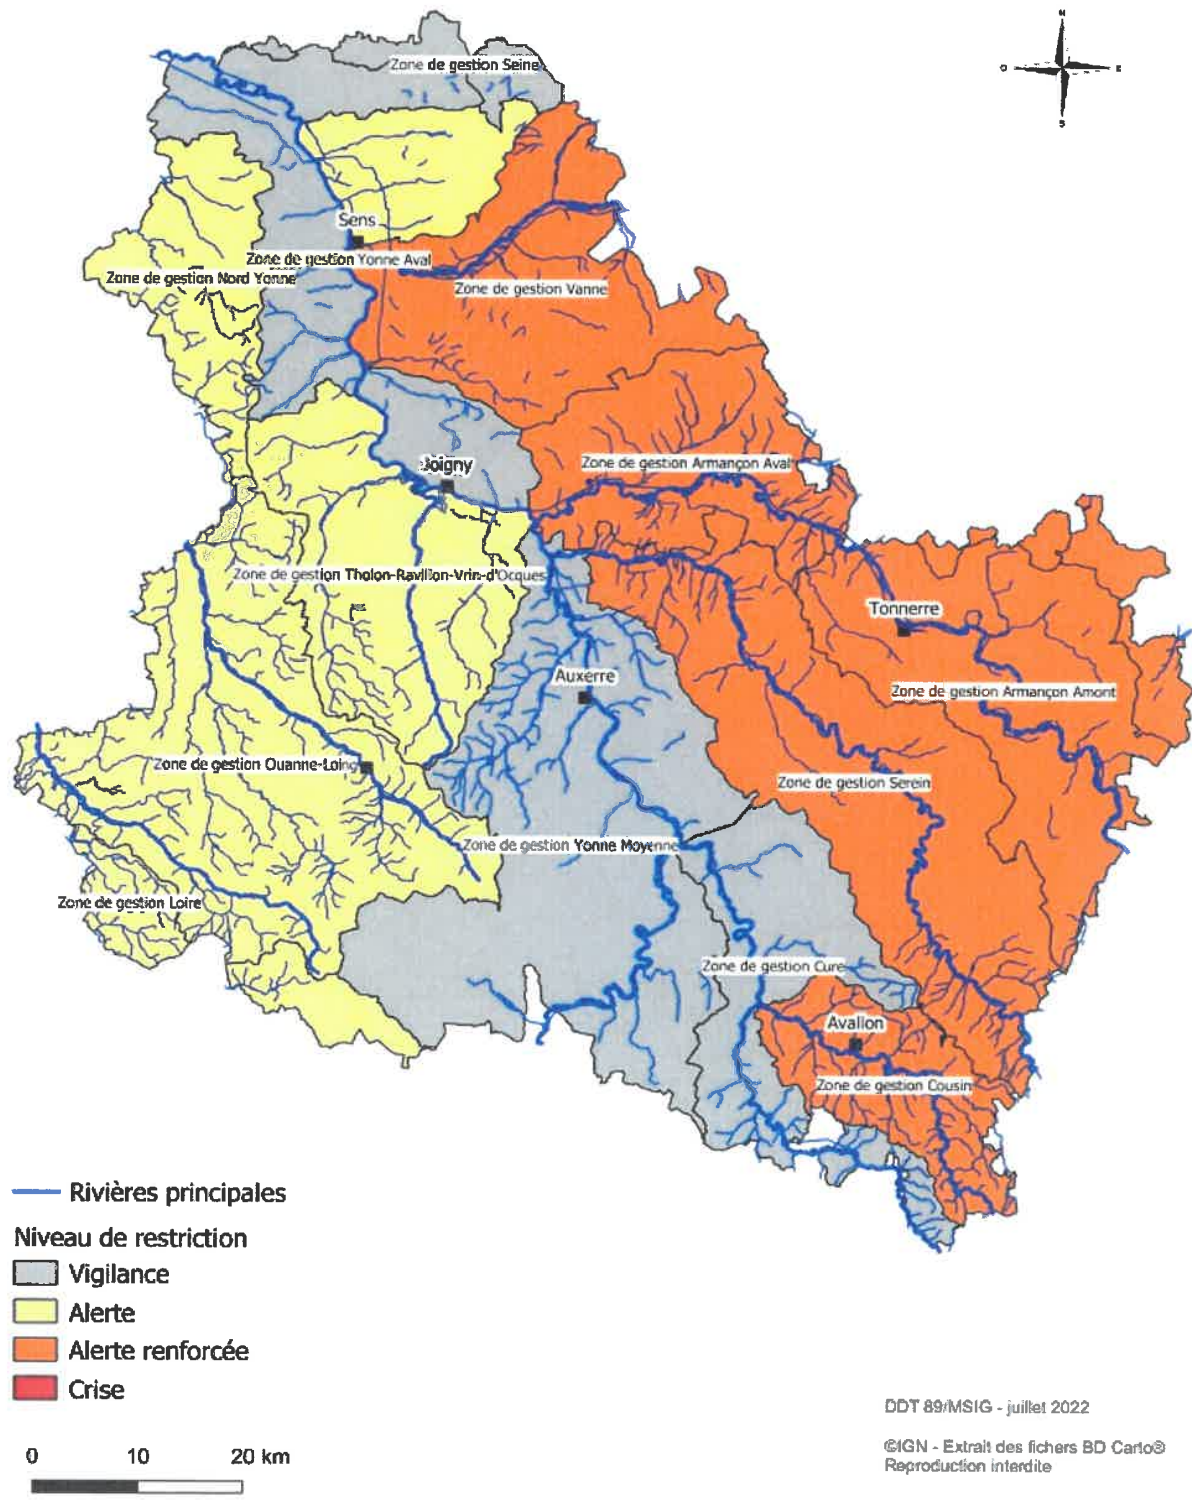 N
O
E
S
Zone de gestion Seine
Sens
Zone de gestion Yonne Aval
Zone de gestion Nord Yonne
Zone de gestion Vanne
Joigny
Zone de gestion Armançon Aval
Zone de gestion Tholon-Ravillon-Vrin-d'Ocques
Tonnerre
Auxerre
Zone de gestion Armançon Amont
Zone de gestion Ouanne-Loing
Zone de gestion Serein
Zone de gestion Yonne Moyenne
Zone de gestion Loire
Zone de gestion Cure
Avallon
Zone de gestion Cousin
Rivières principales
Niveau de restriction
Vigilance
Alerte
Alerte renforcée
Crise
0 10 20 km
DDT 89/MSIG - juillet 2022
©IGN - Extrait des fichiers BD Carto®
Reproduction interdite